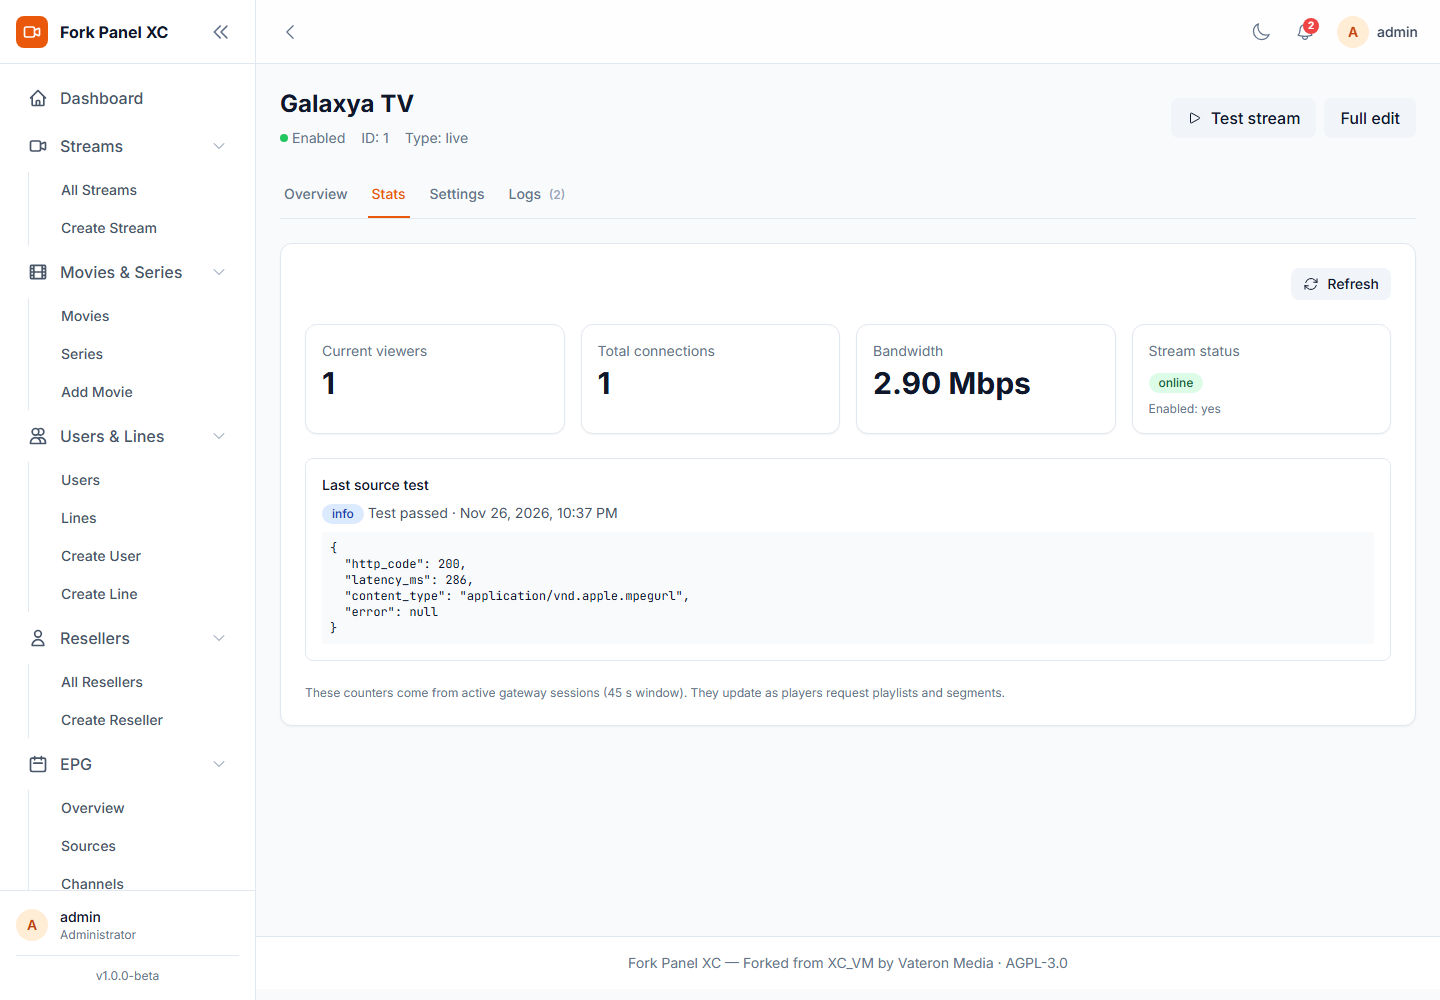 Fork Panel XC
2
A
admin
Dashboard
Streams
All Streams
Create Stream
Movies & Series
Movies
Series
Add Movie
Users & Lines
Users
Lines
Create User
Create Line
Resellers
All Resellers
Create Reseller
EPG
Overview
Sources
Channels
A
admin
Administrator
v1.0.0-beta
Galaxya TV
Enabled ID: 1 Type: live
Test stream
Full edit
Overview Stats Settings Logs (2)
Refresh
Current viewers
1
Total connections
1
Bandwidth
2.90 Mbps
Stream status
online
Enabled: yes
Last source test
info Test passed · Nov 26, 2026, 10:37 PM
{
"http_code": 200,
"latency_ms": 286,
"content_type": "application/vnd.apple.mpegurl",
"error": null
}
These counters come from active gateway sessions (45 s window). They update as players request playlists and segments.
Fork Panel XC — Forked from XC_VM by Vateron Media · AGPL-3.0